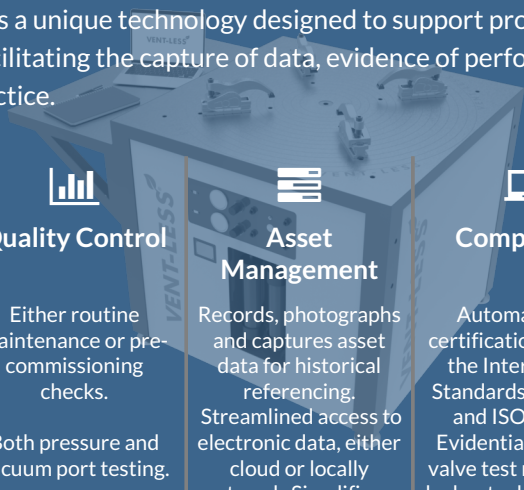 s a unique technology designed to support pro
cilitating the capture of data, evidence of perfo
ctice.
VENT-LESS
VENT-LESS
uality Control
Either routine
aintenance or pre-
commissioning
checks.
Both pressure and
cuum port testing.
Asset
Management
Records, photographs
and captures asset
data for historical
referencing.
Streamlined access to
electronic data, either
cloud or locally
Comp
Automa
certificatio
the Inter
Standards
and ISO
Evidentia
valve test r